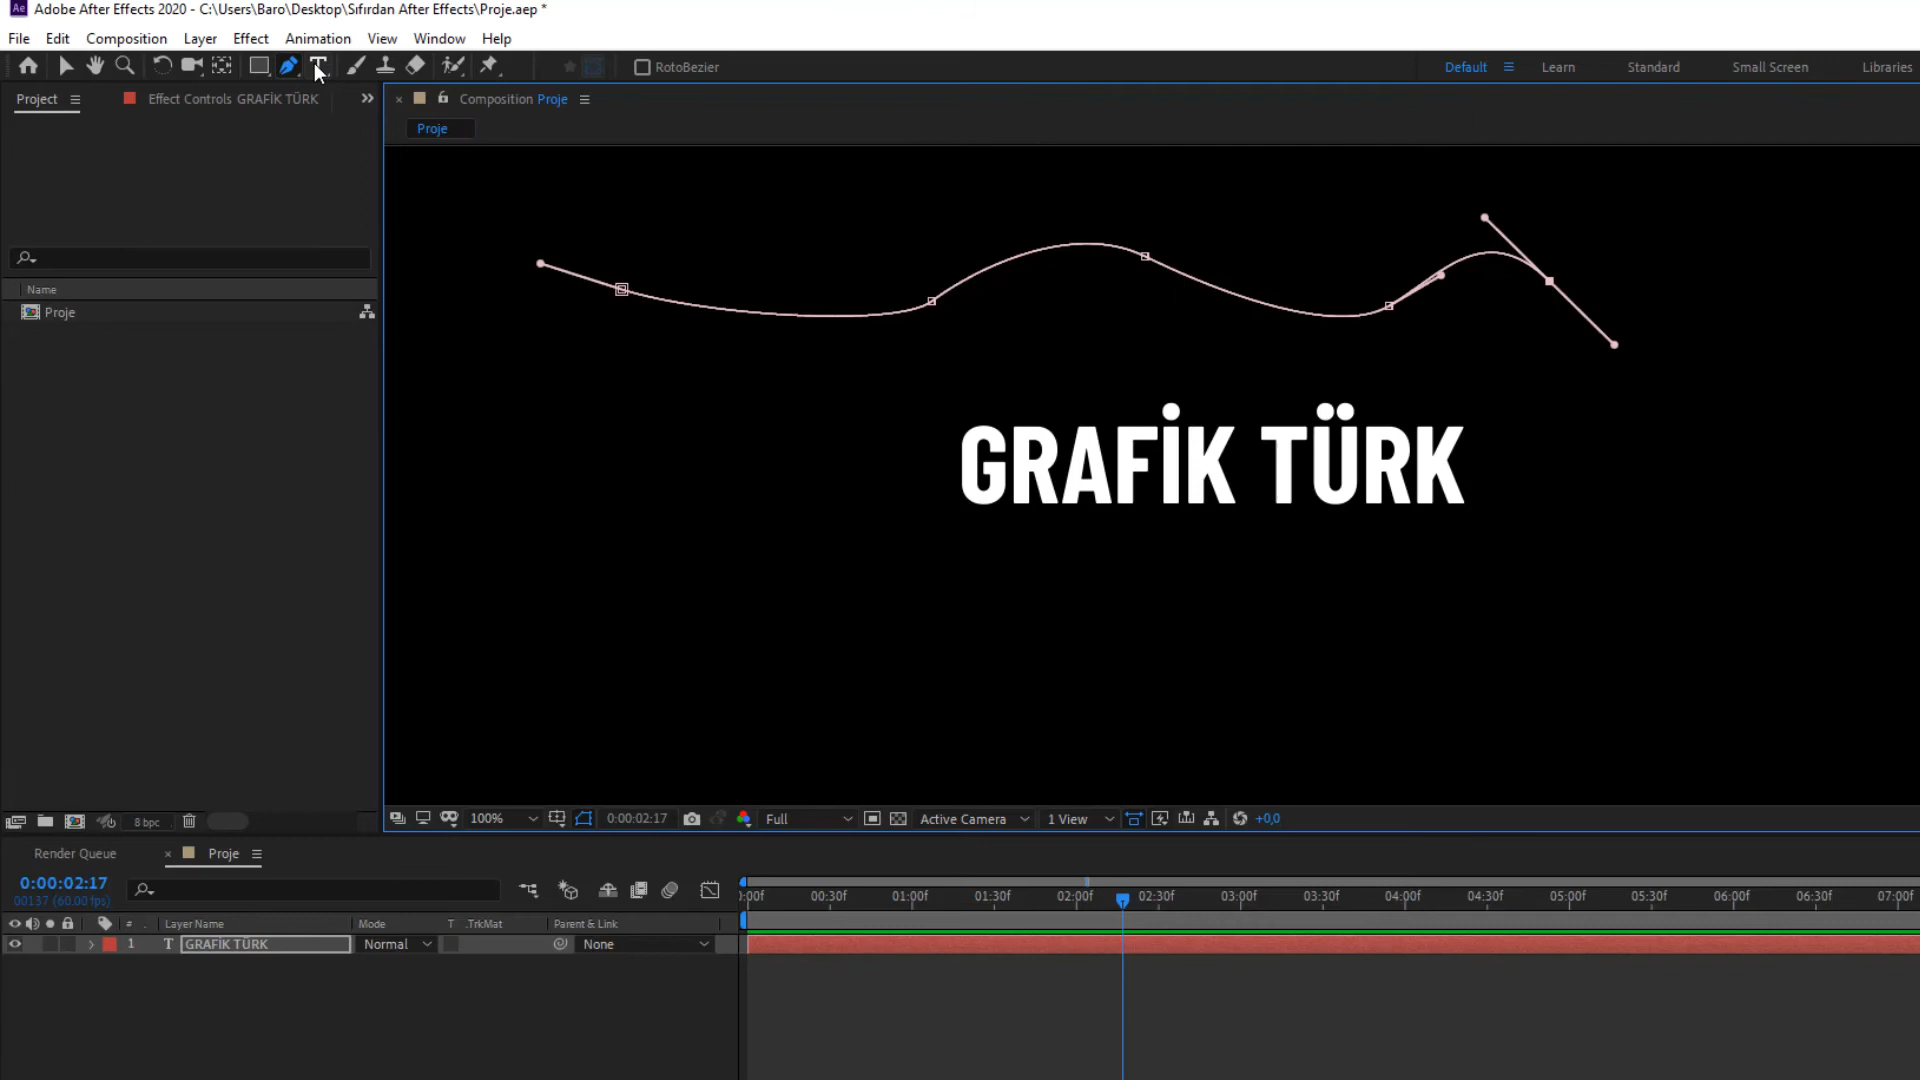 Adobe After Effects 2020 - C:\Users\Baro\Desktop\Sıfırdan After Effects\Proje.aep *
File Edit Composition Layer Effect Animation View Window Help
RotoBezier
Default Learn Standard Small Screen Libraries
Project Effect Controls GRAFİK TÜRK
Composition Proje
Proje
Name
Proje
GRAFİK TÜRK
8 bpc
100% 0:00:02:17 Full Active Camera 1 View +0,0
Render Queue Proje
0:00:02:17
00137 (60.00 fps)
:00f 00:30f 01:00f 01:30f 02:00f 02:30f 03:00f 03:30f 04:00f 04:30f 05:00f 05:30f 06:00f 06:30f 07:00f
# Layer Name Mode T .TrkMat Parent & Link
1 T GRAFİK TÜRK Normal None